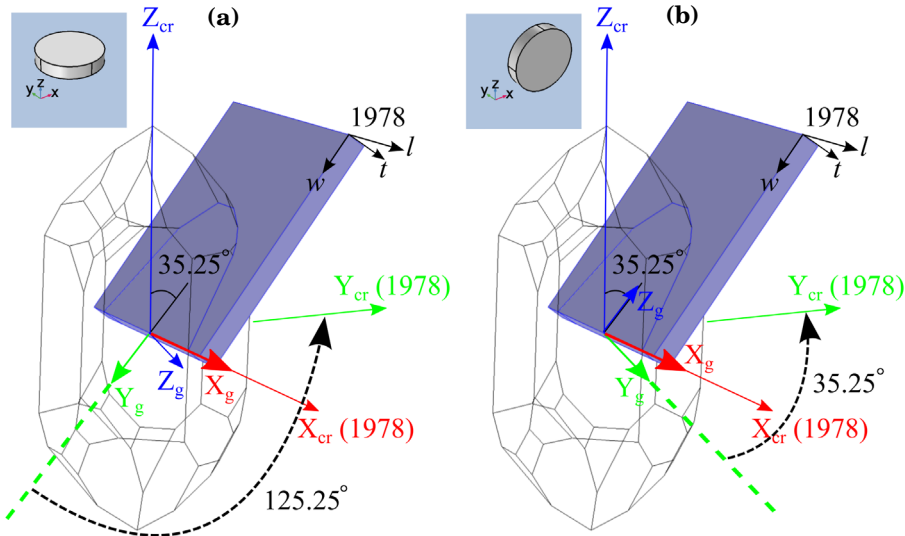 (a)
Z_cr
z
y
x
1978
l
t
w
35.25°
Y_cr (1978)
Z_g
X_g
Y_g
X_cr (1978)
125.25°
(b)
Z_cr
z
y
x
1978
l
t
w
35.25°
Z_g
Y_cr (1978)
X_g
Y_g
35.25°
X_cr (1978)